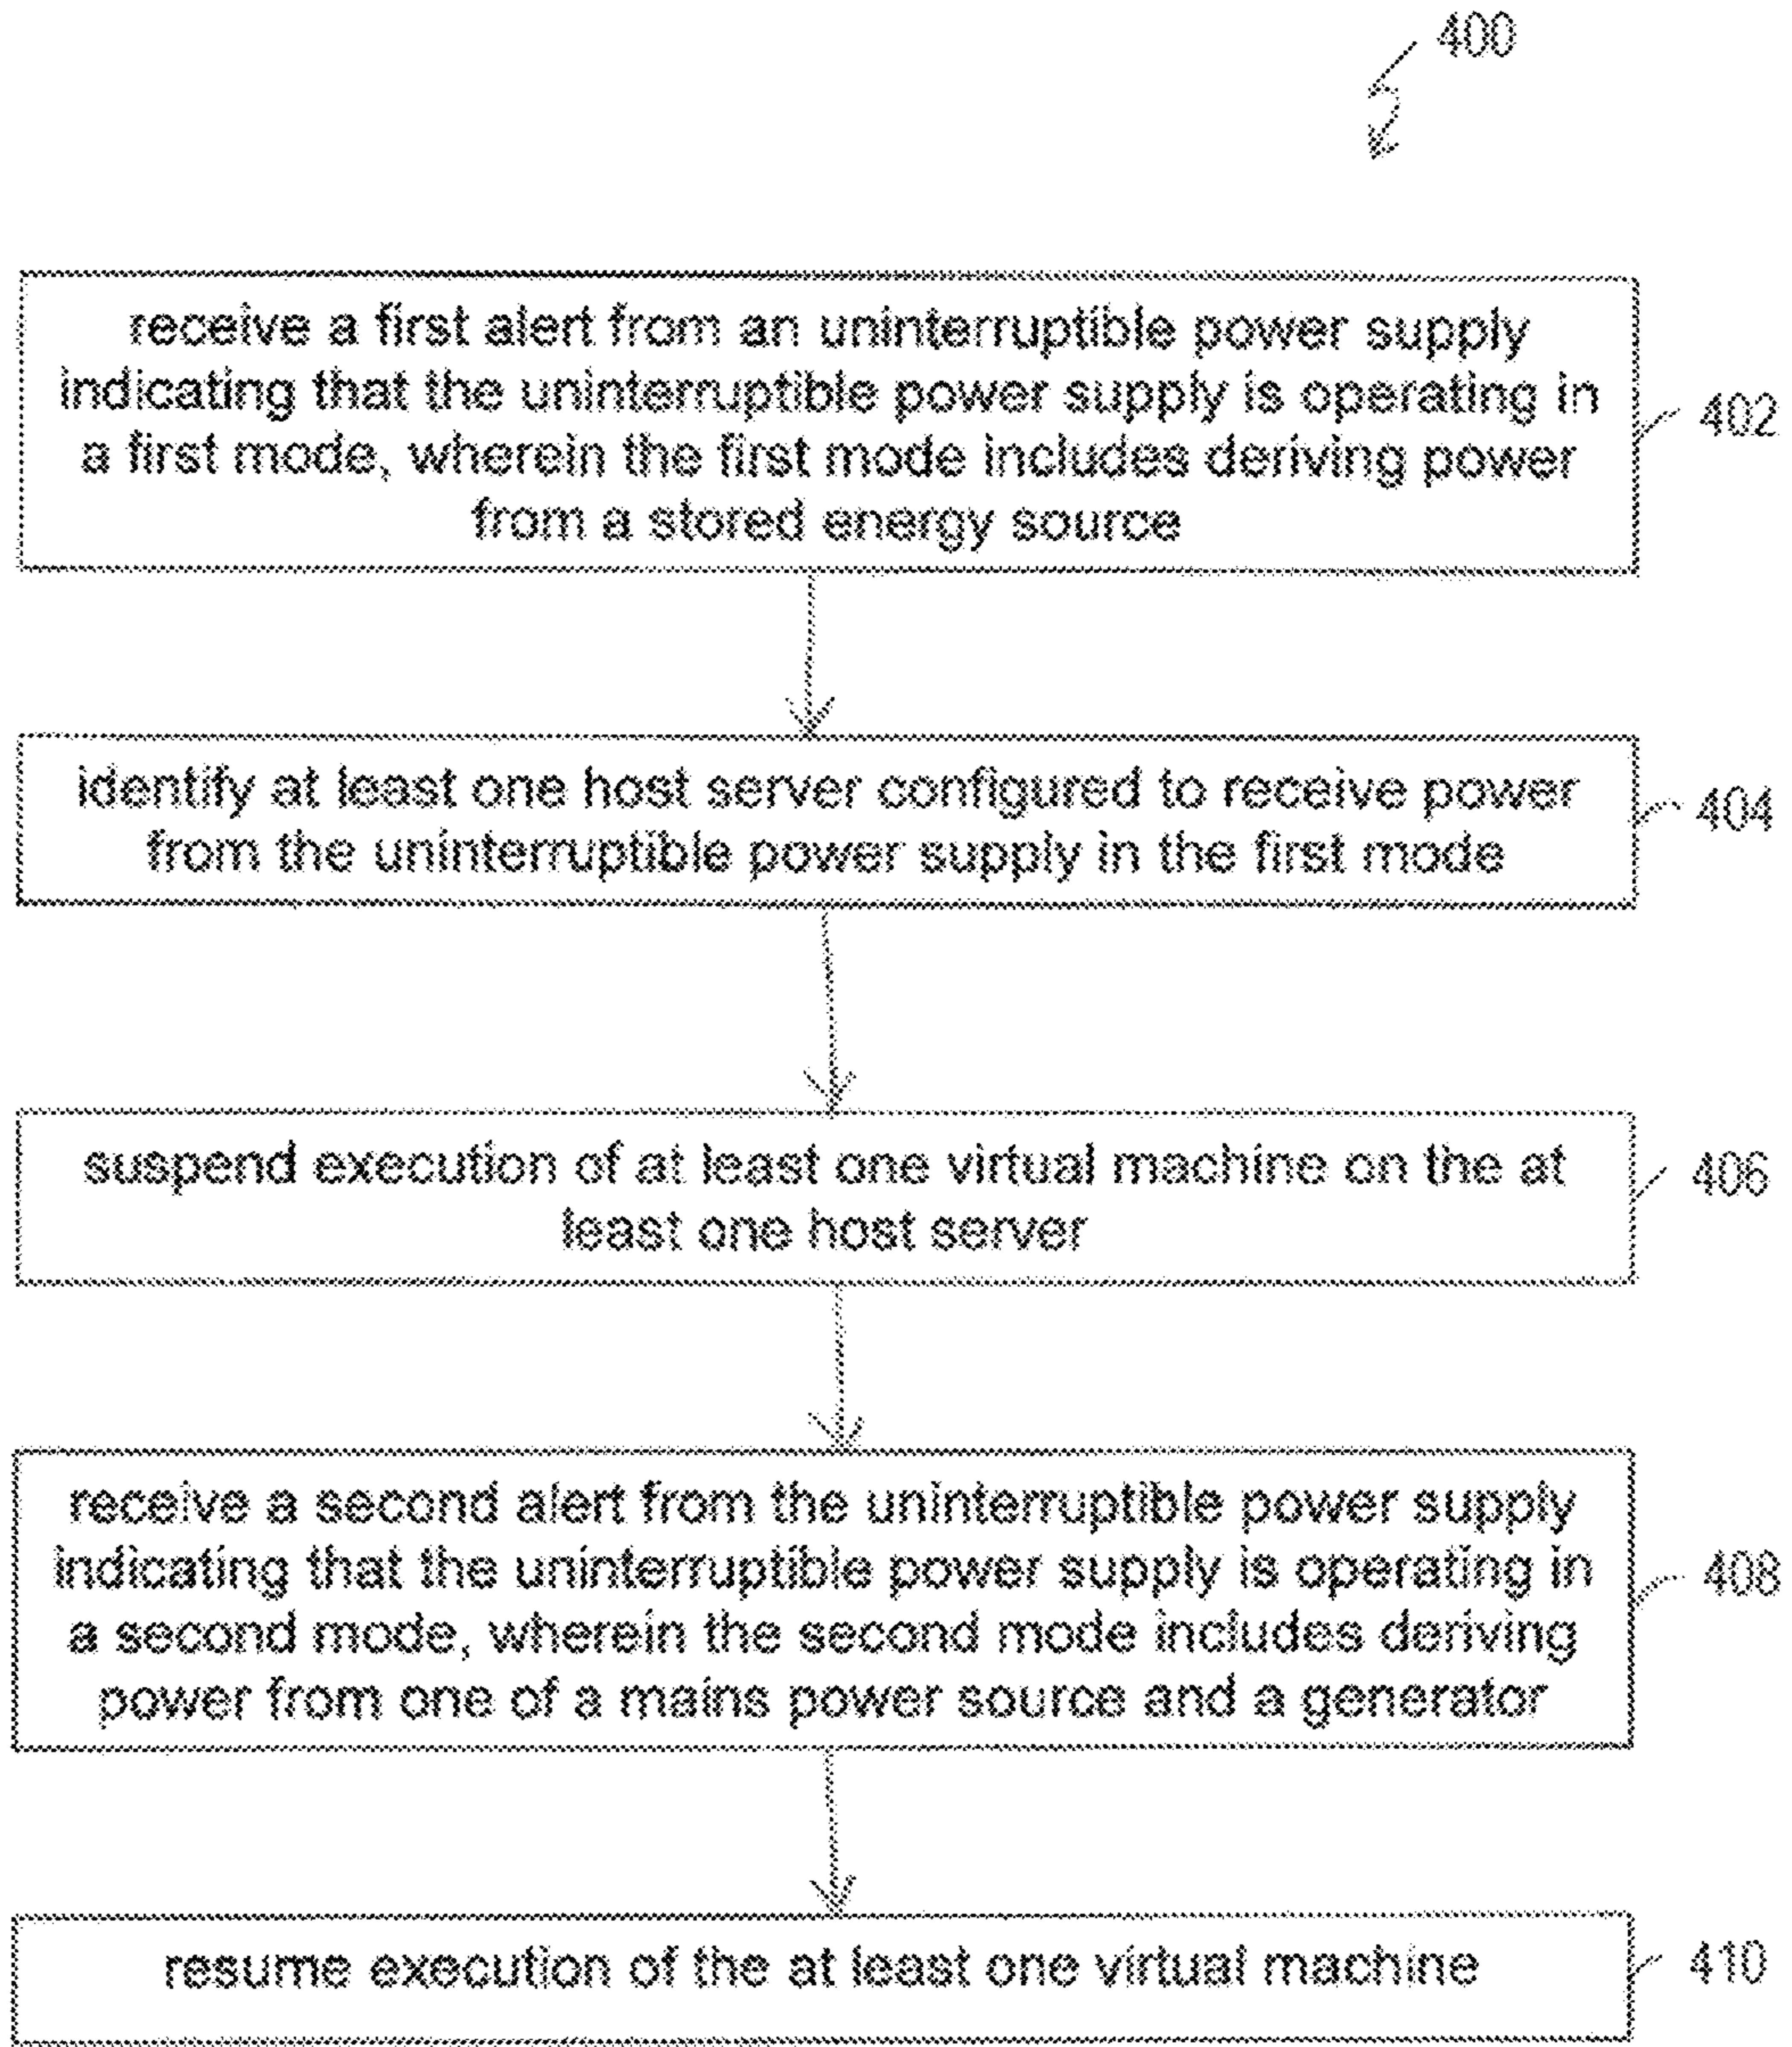 400
receive a first alert from an uninterruptible power supply
indicating that the uninterruptible power supply is operating in
a first mode, wherein the first mode includes deriving power
from a stored energy source
402
identify at least one host server configured to receive power
from the uninterruptible power supply in the first mode
404
suspend execution of at least one virtual machine on the at
least one host server
406
receive a second alert from the uninterruptible power supply
indicating that the uninterruptible power supply is operating in
a second mode, wherein the second mode includes deriving
power from one of a mains power source and a generator
408
resume execution of the at least one virtual machine
410